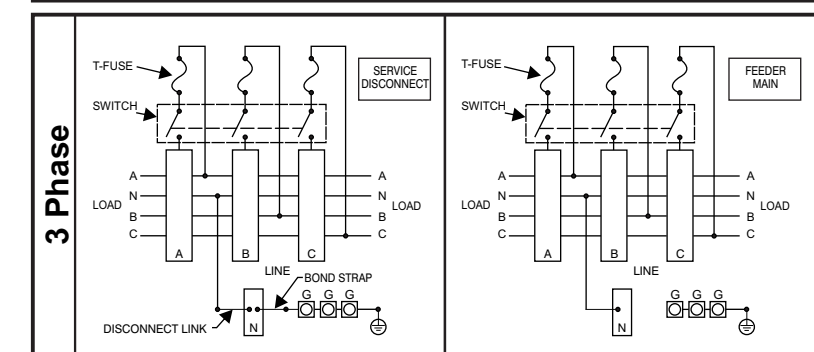 3 Phase
T-FUSE
SWITCH
SERVICE
DISCONNECT
A
N
LOAD
B
C
A
N
LOAD
B
C
A
B
C
LINE
BOND STRAP
G G G
DISCONNECT LINK
N
T-FUSE
SWITCH
FEEDER
MAIN
A
N
LOAD
B
C
A
N
LOAD
B
C
A
B
C
LINE
G G G
N